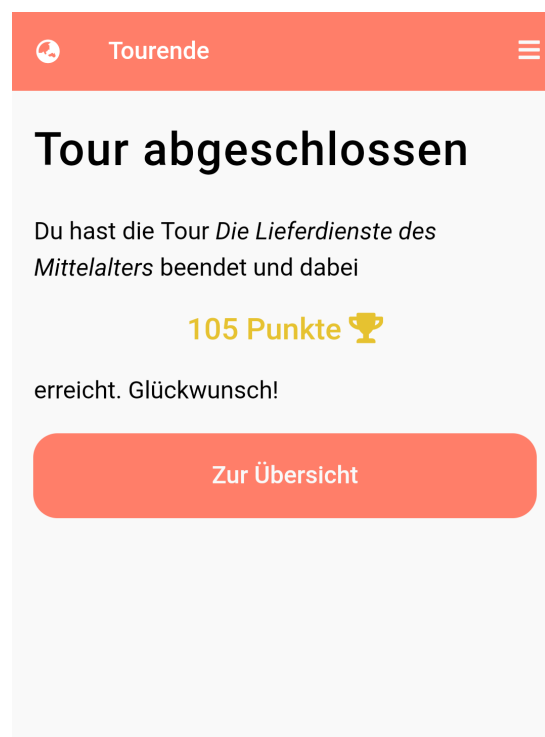 Tourende
Tour abgeschlossen
Du hast die Tour Die Lieferdienste des
Mittelalters beendet und dabei
105 Punkte
erreicht. Glückwunsch!
Zur Übersicht